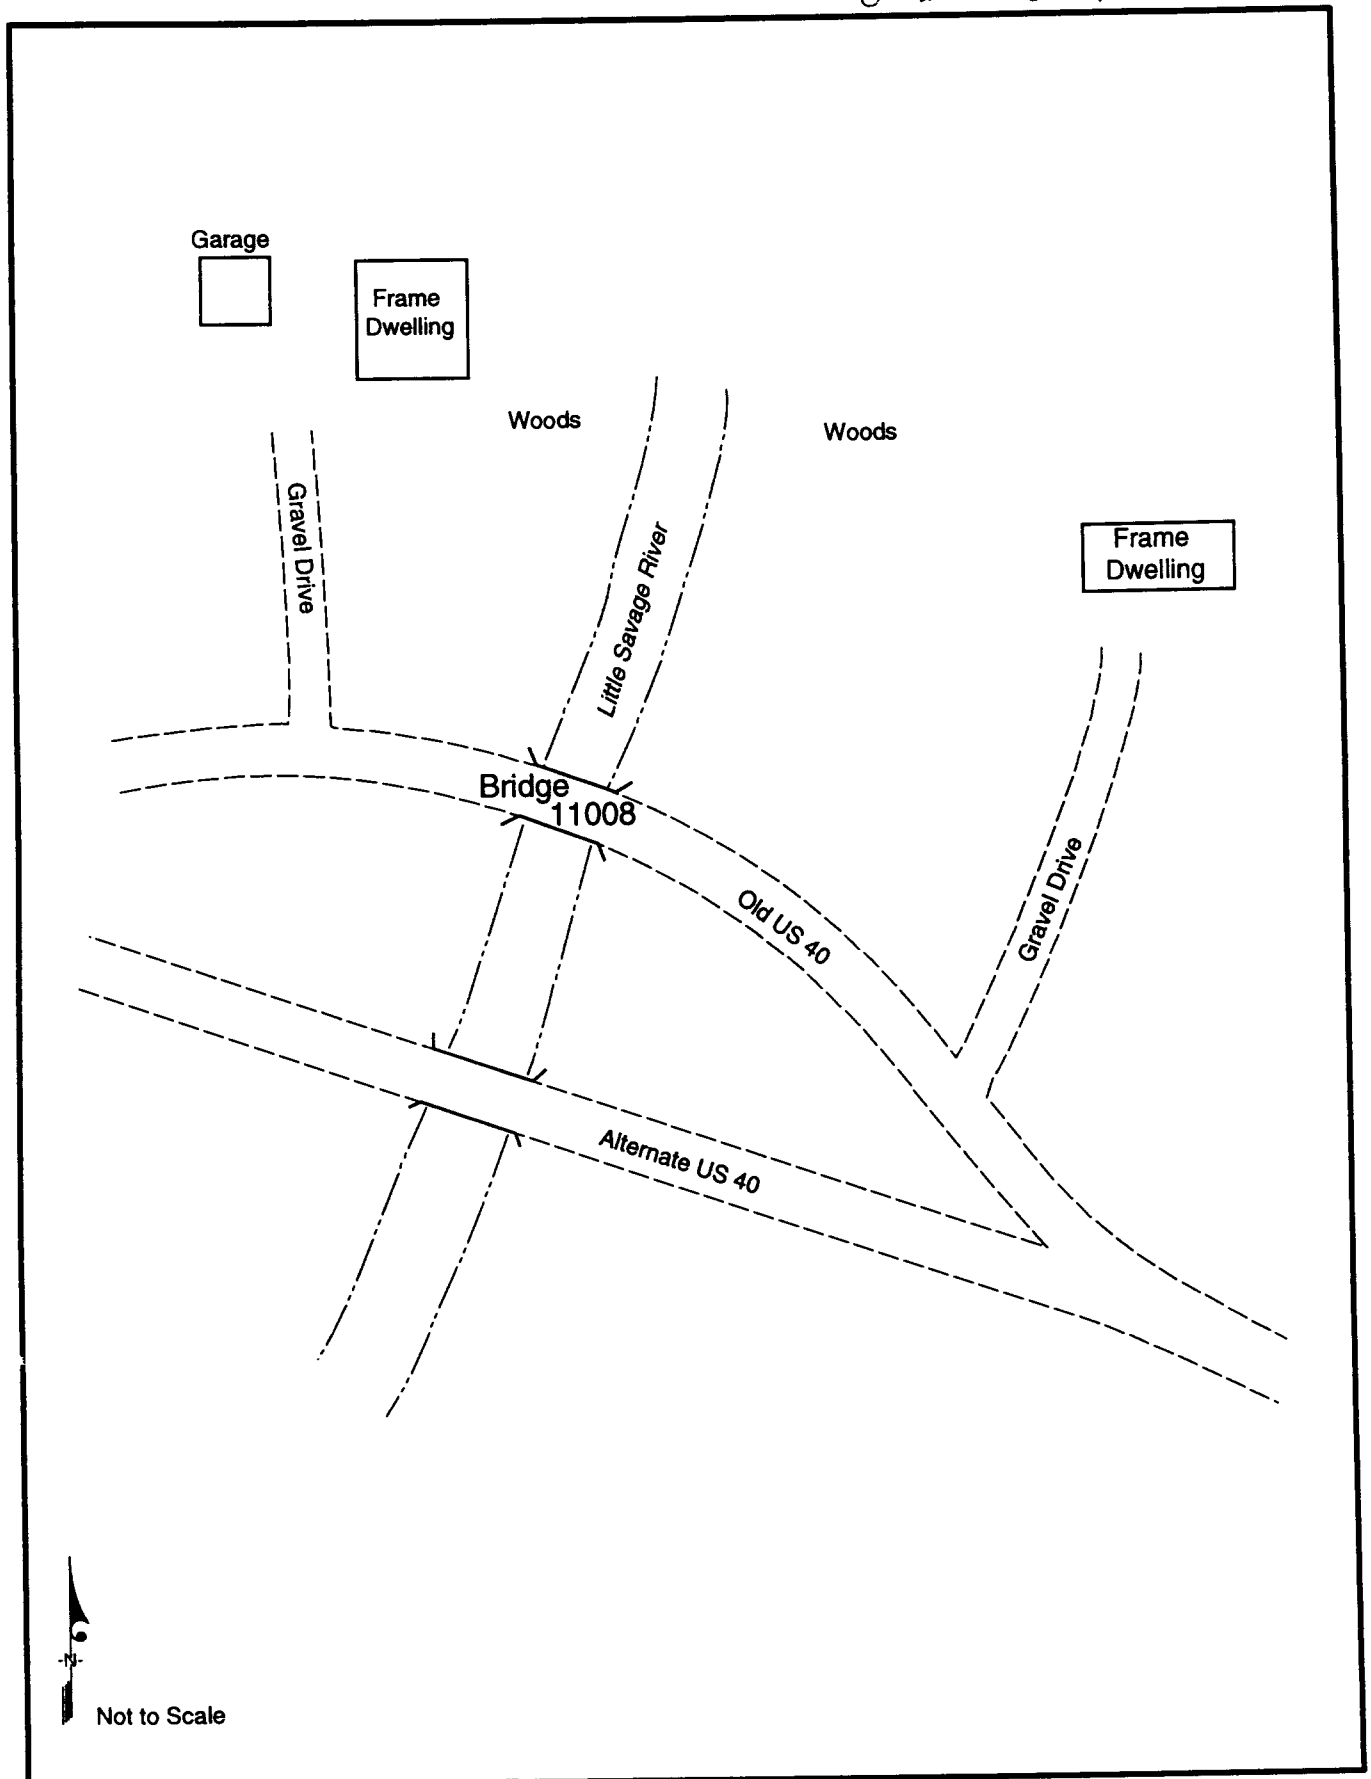 Garage
Frame
Dwelling
Woods
Woods
Gravel Drive
Little Savage River
Frame
Dwelling
Bridge
11008
Old US 40
Gravel Drive
Alternate US 40
-N-
Not to Scale